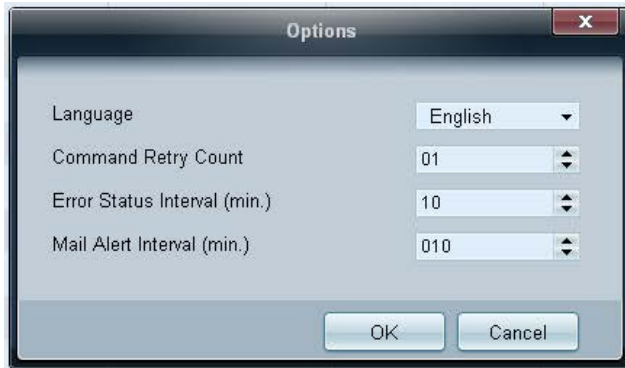 Options
Language English
Command Retry Count 01
Error Status Interval (min.) 10
Mail Alert Interval (min.) 010
OK Cancel